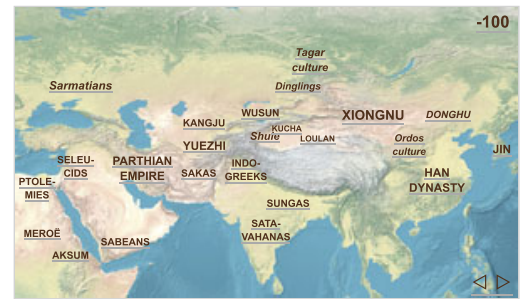 -100
Tagar
culture
Sarmatians
Dinglings
WUSUN
KANGJU
XIONGNU
DONGHU
KUCHA
Shule
LOULAN
Ordos
culture
YUEZHI
JIN
SELEU-
CIDS
PARTHIAN
EMPIRE
SAKAS
INDO-
GREEKS
HAN
DYNASTY
PTOLE-
MIES
SUNGAS
SATA-
VAHANAS
MEROË
SABEANS
AKSUM